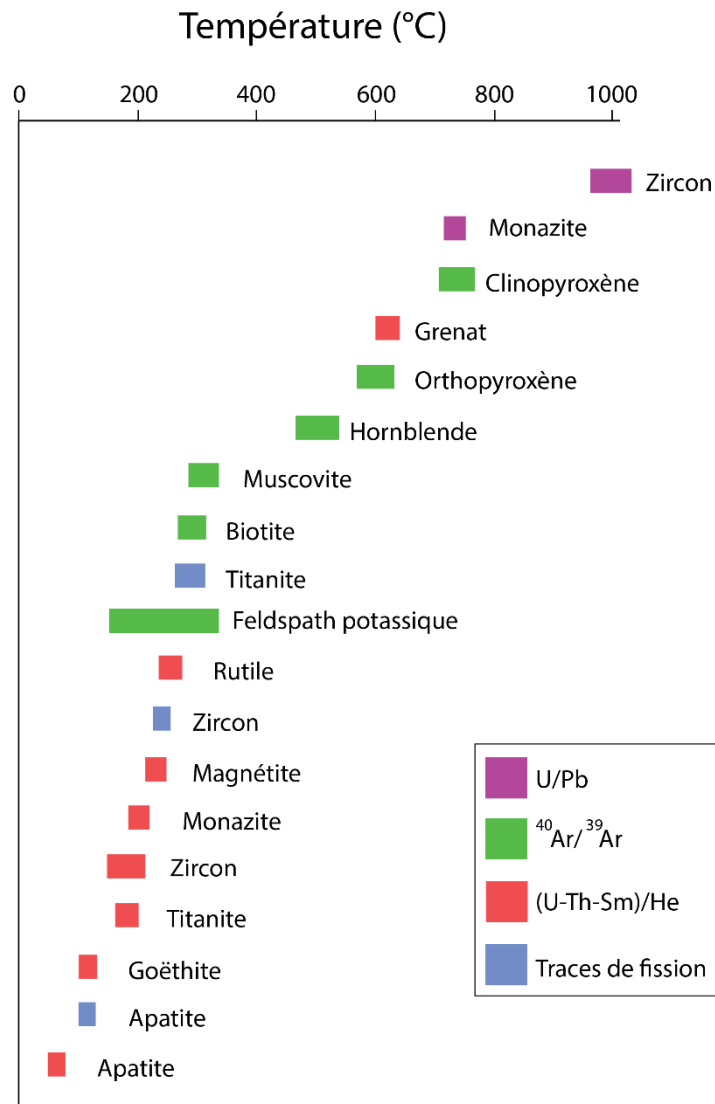 Température (°C)
0 200 400 600 800 1000
Zircon
Monazite
Clinopyroxène
Grenat
Orthopyroxène
Hornblende
Muscovite
Biotite
Titanite
Feldspath potassique
Rutile
Zircon
Magnétite
Monazite
Zircon
Titanite
Goëthite
Apatite
Apatite
U/Pb
⁴⁰Ar/ ³⁹Ar
(U-Th-Sm)/He
Traces de fission